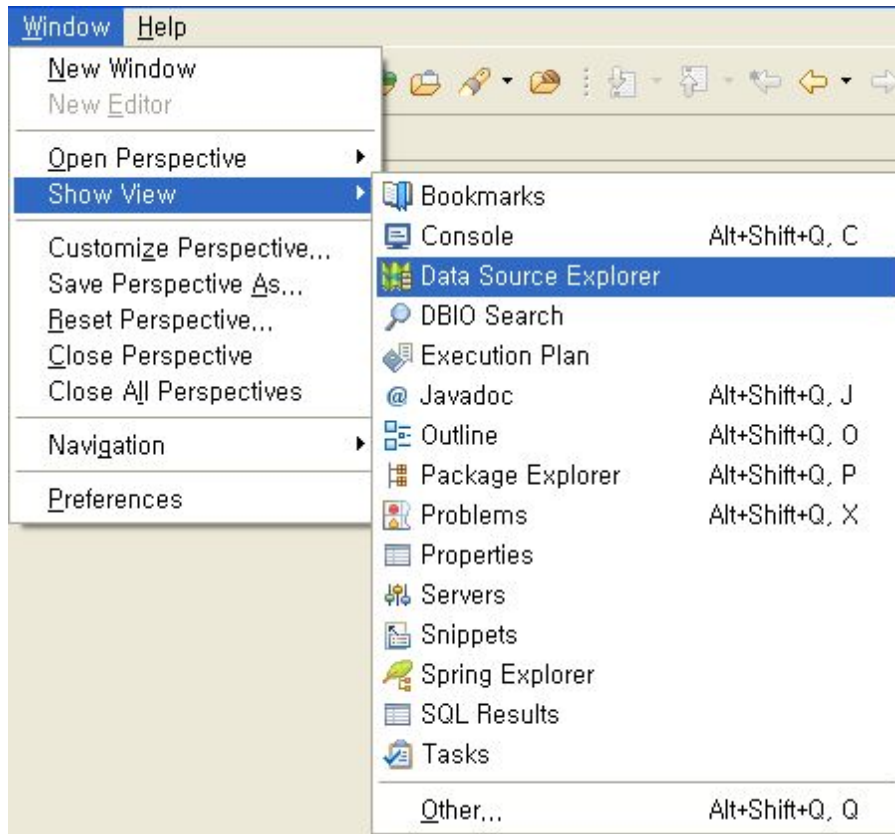 Window Help
New Window
New Editor
Open Perspective
Show View
Customize Perspective...
Save Perspective As...
Reset Perspective...
Close Perspective
Close All Perspectives
Navigation
Preferences
Bookmarks
Console Alt+Shift+Q, C
Data Source Explorer
DBIO Search
Execution Plan
@ Javadoc Alt+Shift+Q, J
Outline Alt+Shift+Q, O
Package Explorer Alt+Shift+Q, P
Problems Alt+Shift+Q, X
Properties
Servers
Snippets
Spring Explorer
SQL Results
Tasks
Other... Alt+Shift+Q, Q